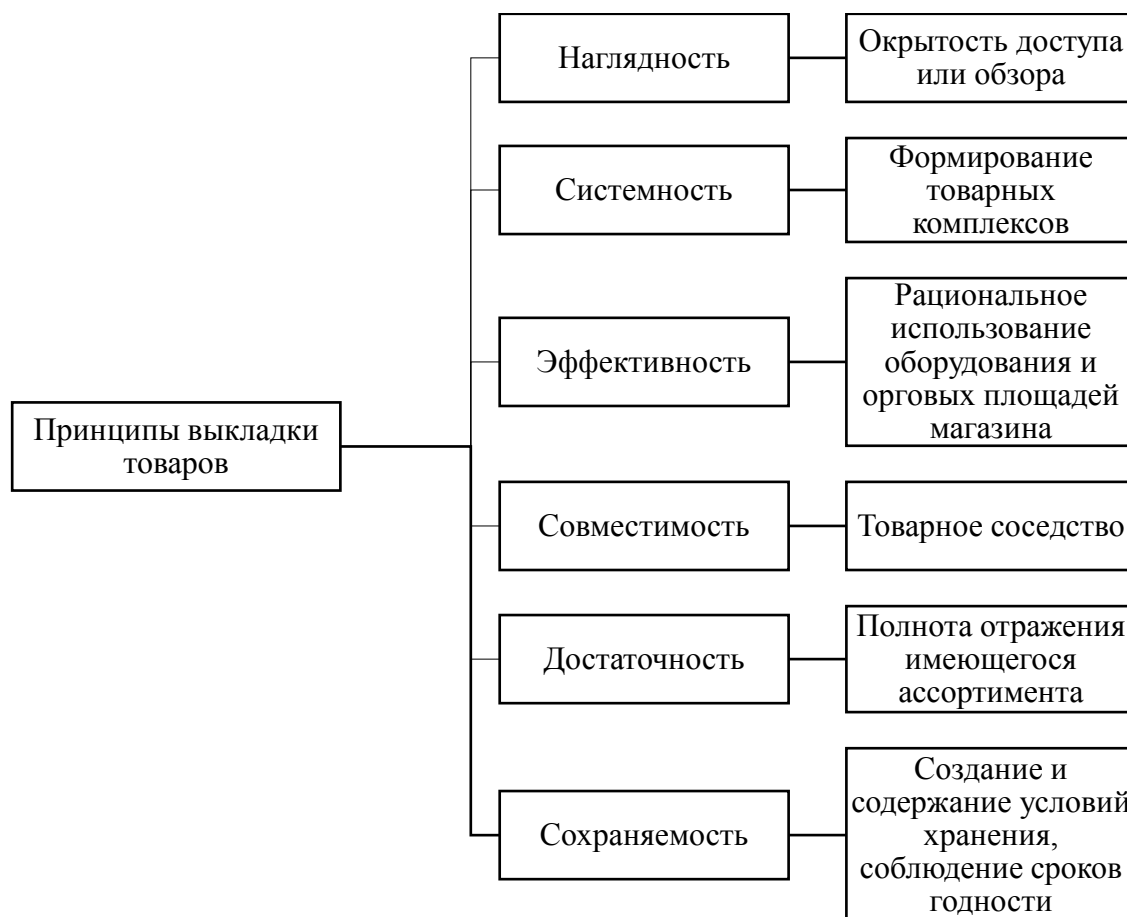 Принципы выкладки
товаров
Наглядность
Окрытость доступа
или обзора
Системность
Формирование
товарных
комплексов
Эффективность
Рациональное
использование
оборудования и
орговых площадей
магазина
Совместимость
Товарное соседство
Достаточность
Полнота отражения
имеющегося
ассортимента
Сохраняемость
Создание и
содержание условий
хранения,
соблюдение сроков
годности